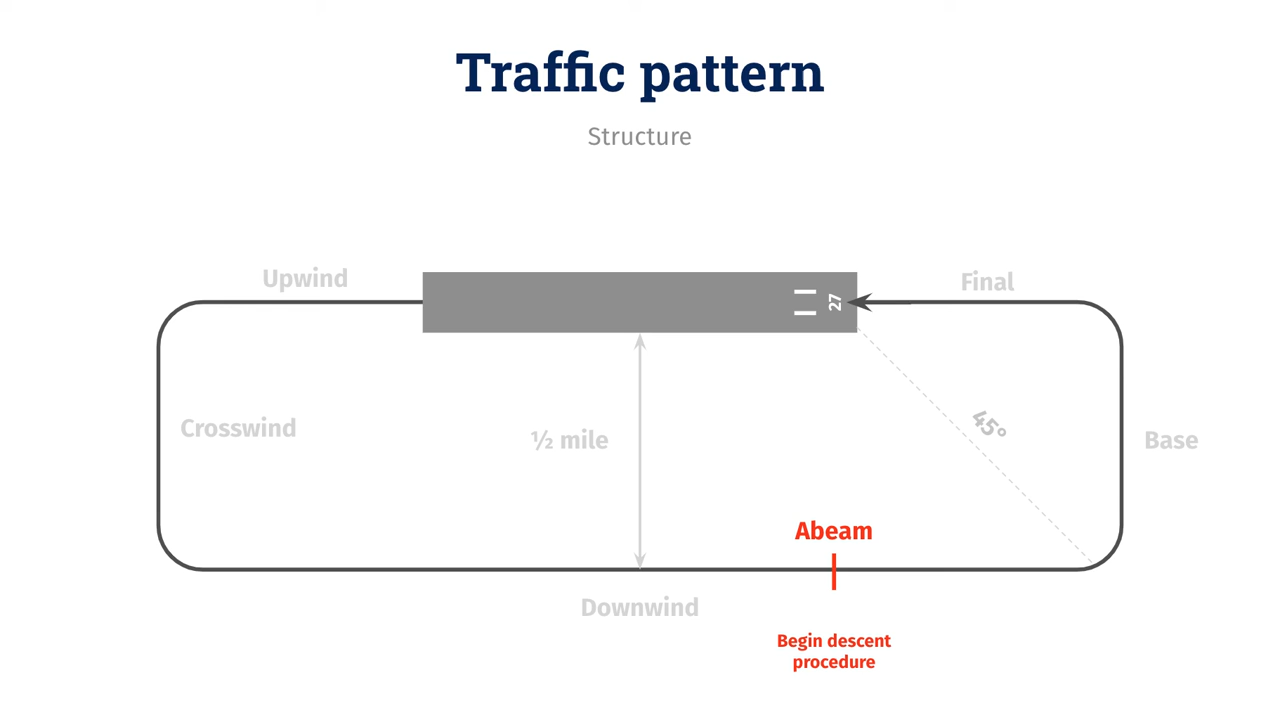 Traffic pattern
Structure
Upwind
Final
27
Crosswind
½ mile
45°
Base
Abeam
Downwind
Begin descent
procedure